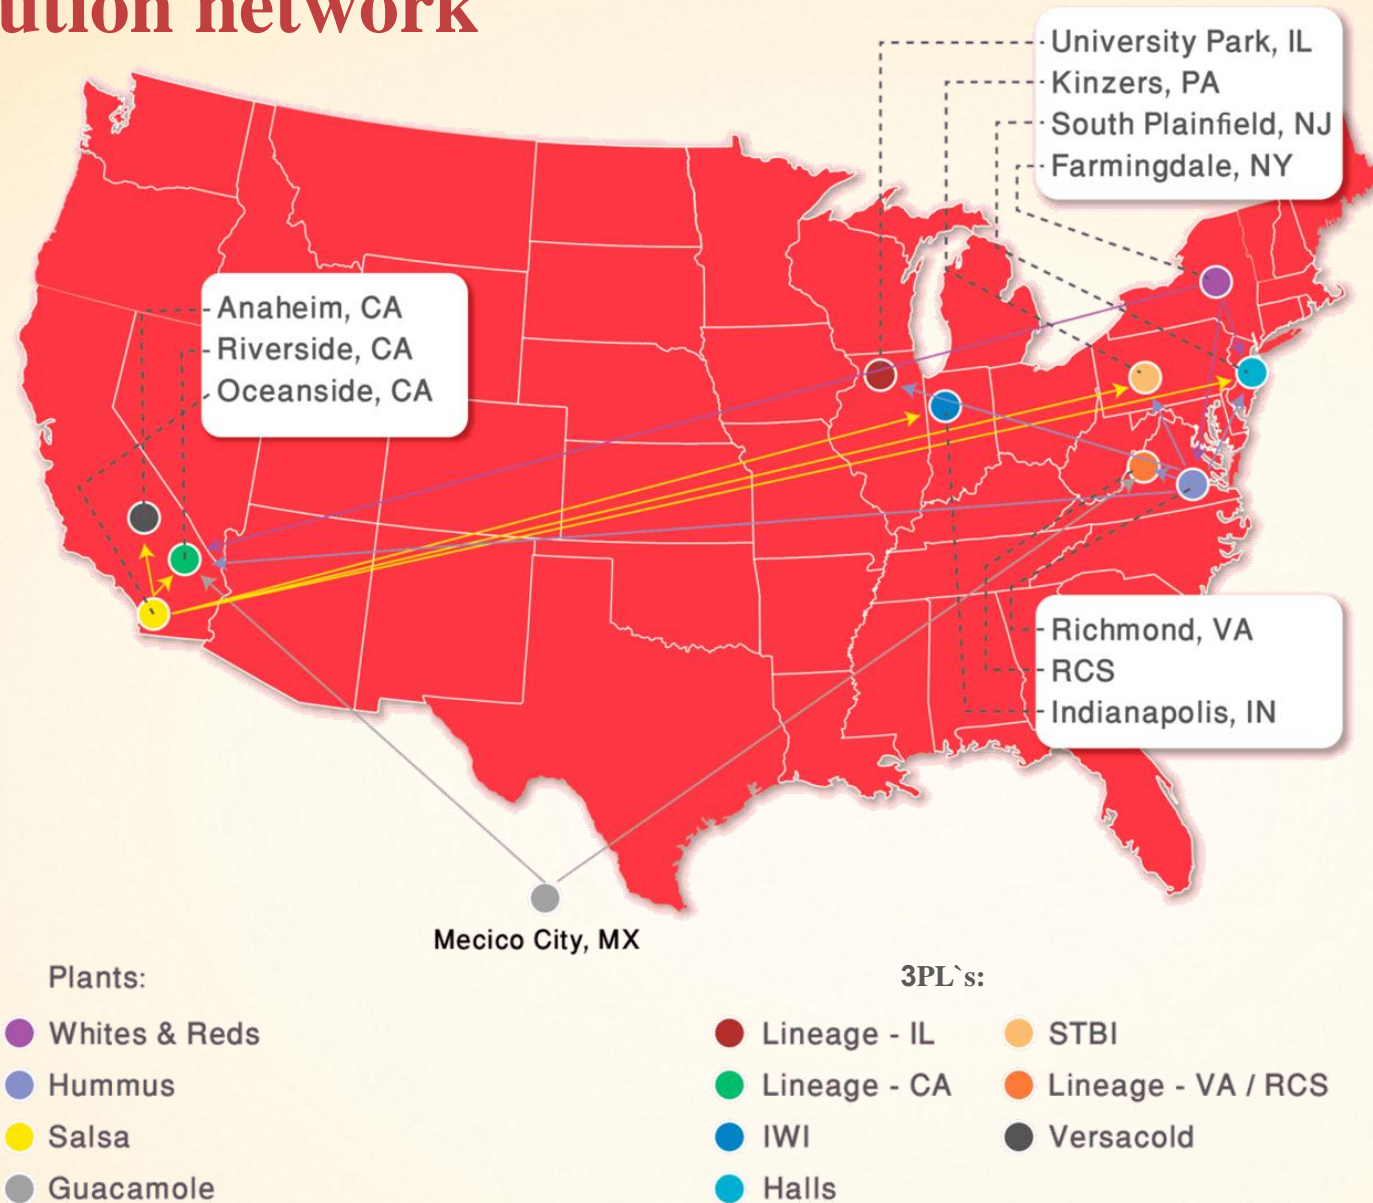 ution network
University Park, IL
Kinzers, PA
South Plainfield, NJ
Farmingdale, NY
Anaheim, CA
Riverside, CA
Oceanside, CA
Richmond, VA
RCS
Indianapolis, IN
Mecico City, MX
Plants:
Whites & Reds
Hummus
Salsa
Guacamole
3PL`s:
Lineage - IL
Lineage - CA
IWI
Halls
STBI
Lineage - VA / RCS
Versacold